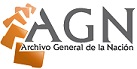 AGN
Archivo General de la Nación